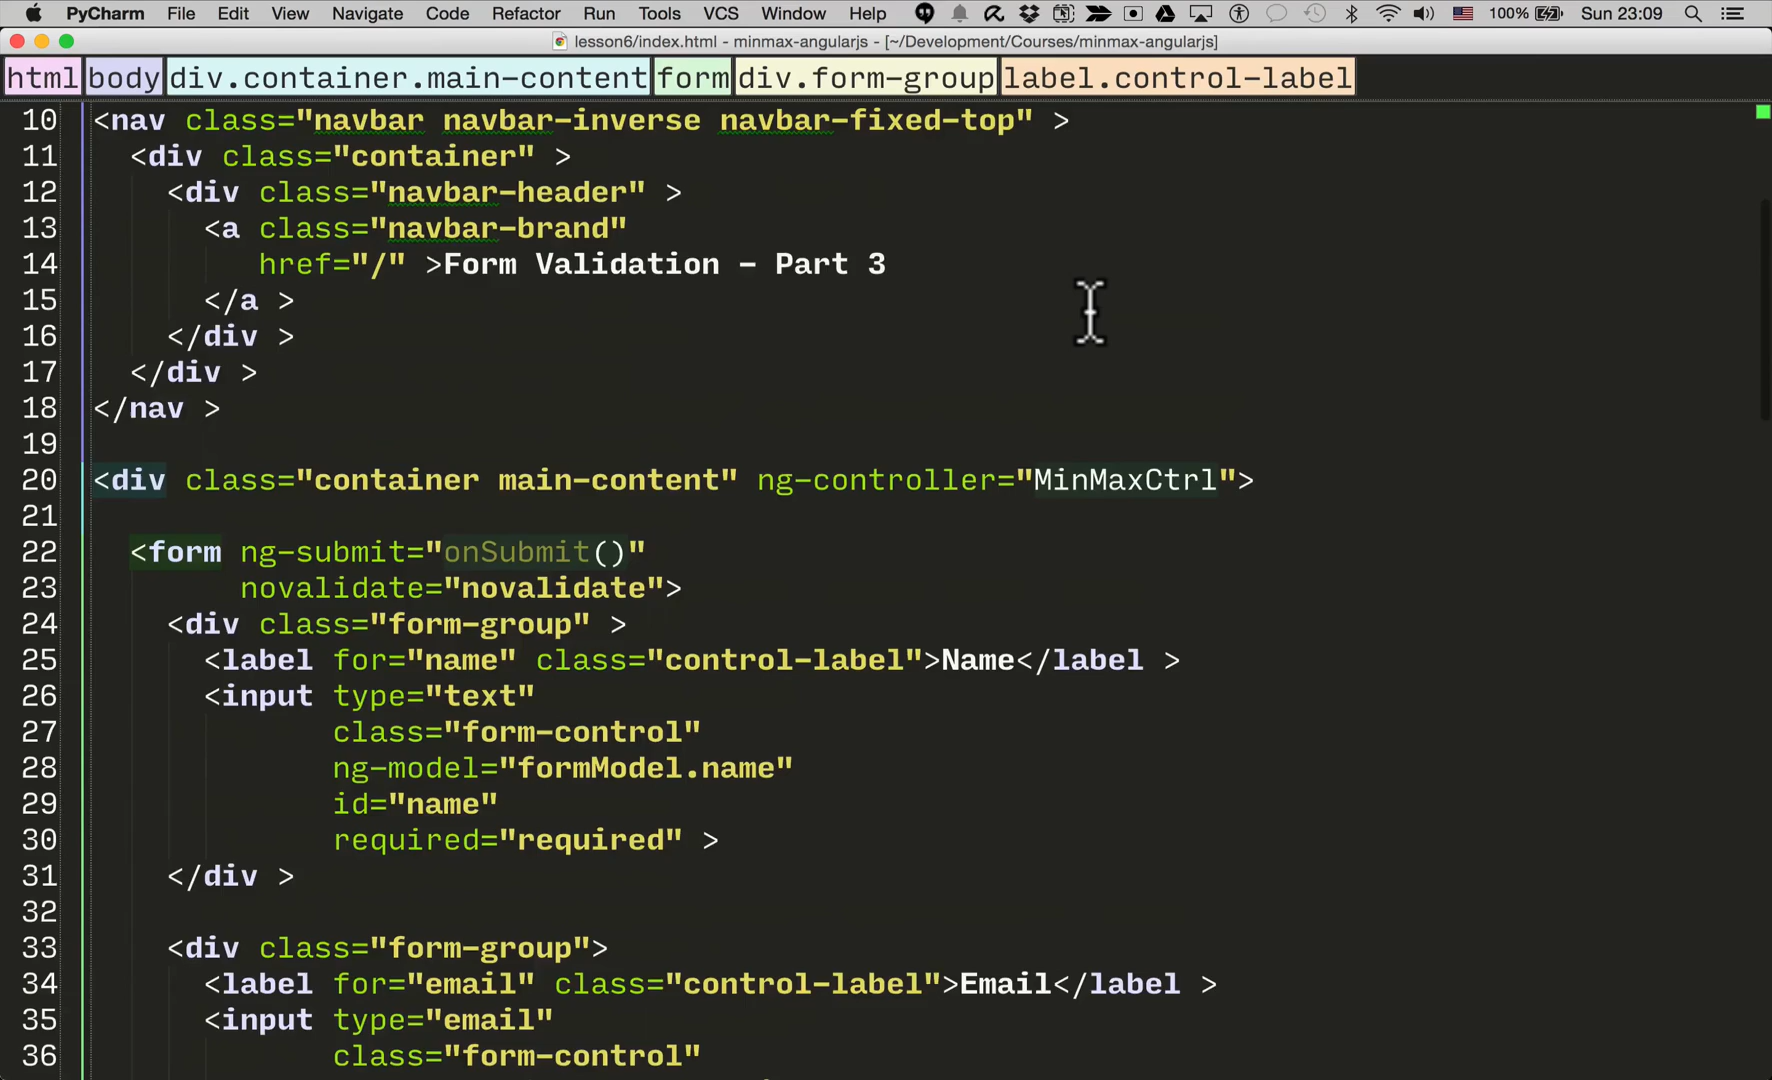 PyCharm File Edit View Navigate Code Refactor Run Tools VCS Window Help 100% Sun 23:09
lesson6/index.html - minmax-angularjs - [~/Development/Courses/minmax-angularjs]
html body div.container.main-content form div.form-group label.control-label
10 <nav class="navbar navbar-inverse navbar-fixed-top" >
11 <div class="container" >
12 <div class="navbar-header" >
13 <a class="navbar-brand"
14 href="/" >Form Validation - Part 3
15 </a >
16 </div >
17 </div >
18 </nav >
19
20 <div class="container main-content" ng-controller="MinMaxCtrl">
21
22 <form ng-submit="onSubmit()"
23 novalidate="novalidate">
24 <div class="form-group" >
25 <label for="name" class="control-label">Name</label >
26 <input type="text"
27 class="form-control"
28 ng-model="formModel.name"
29 id="name"
30 required="required" >
31 </div >
32
33 <div class="form-group">
34 <label for="email" class="control-label">Email</label >
35 <input type="email"
36 class="form-control"